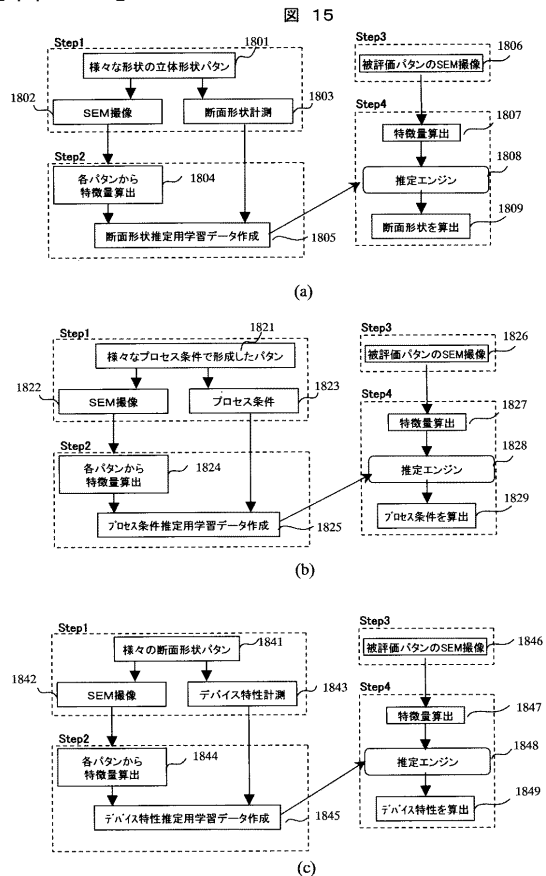 図 15
Step1
1801
様々な形状の立体形状パタン
1802
SEM撮像
断面形状計測
1803
Step2
各パタンから
特徴量算出
1804
断面形状推定用学習データ作成
1805
Step3
1806
被評価パタンのSEM撮像
Step4
特徴量算出
1807
推定エンジン
1808
断面形状を算出
1809
(a)
Step1
1821
様々なプロセス条件で形成したパタン
1822
SEM撮像
プロセス条件
1823
Step2
各パタンから
特徴量算出
1824
プロセス条件推定用学習データ作成
1825
Step3
1826
被評価パタンのSEM撮像
Step4
特徴量算出
1827
推定エンジン
1828
プロセス条件を算出
1829
(b)
Step1
様々の断面形状パタン
1841
1842
SEM撮像
デバイス特性計測
1843
Step2
各パタンから
特徴量算出
1844
デバイス特性推定用学習データ作成
1845
Step3
被評価パタンのSEM撮像
1846
Step4
特徴量算出
1847
推定エンジン
1848
デバイス特性を算出
1849
(c)